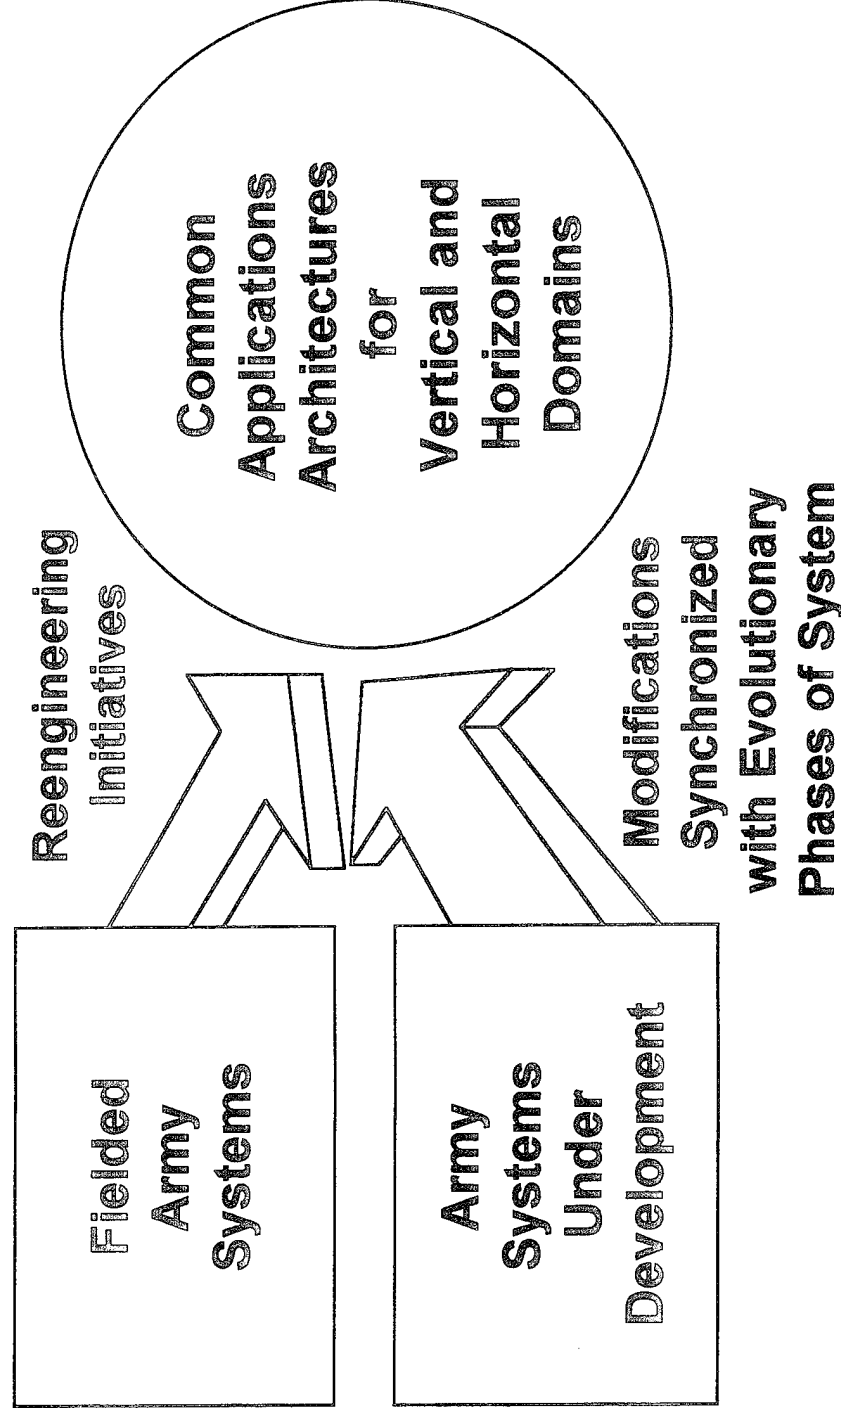 Fielded
Army
Systems
Reengineering
Initiatives
Common
Applications
Architectures
for
Vertical and
Horizontal
Domains
Army
Systems
Under
Development
Modifications
Synchronized
with Evolutionary
Phases of System